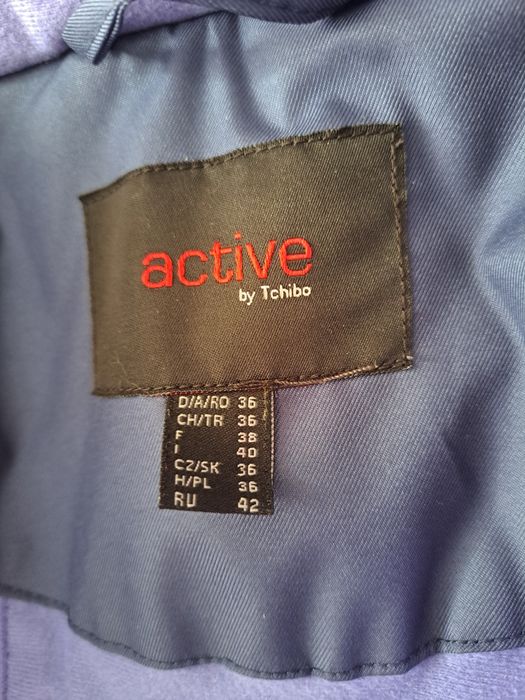 active
by Tchibo
D/A/RO 36
CH/TR 36
F 38
I 40
CZ/SK 36
H/PL 36
RU 42